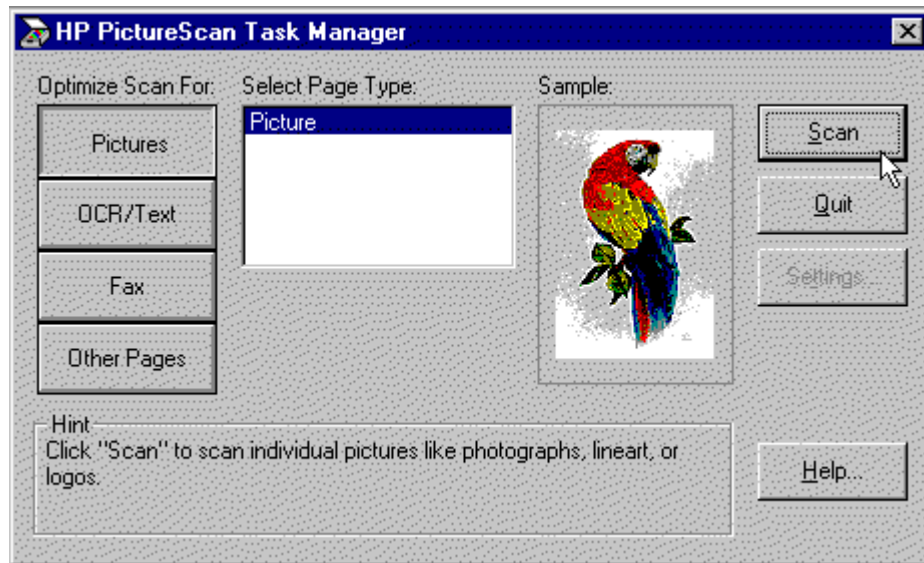 HP PictureScan Task Manager
Optimize Scan For:
Pictures
OCR/Text
Fax
Other Pages
Select Page Type:
Picture
Sample:
Scan
Quit
Settings...
Hint
Click "Scan" to scan individual pictures like photographs, lineart, or
logos.
Help...